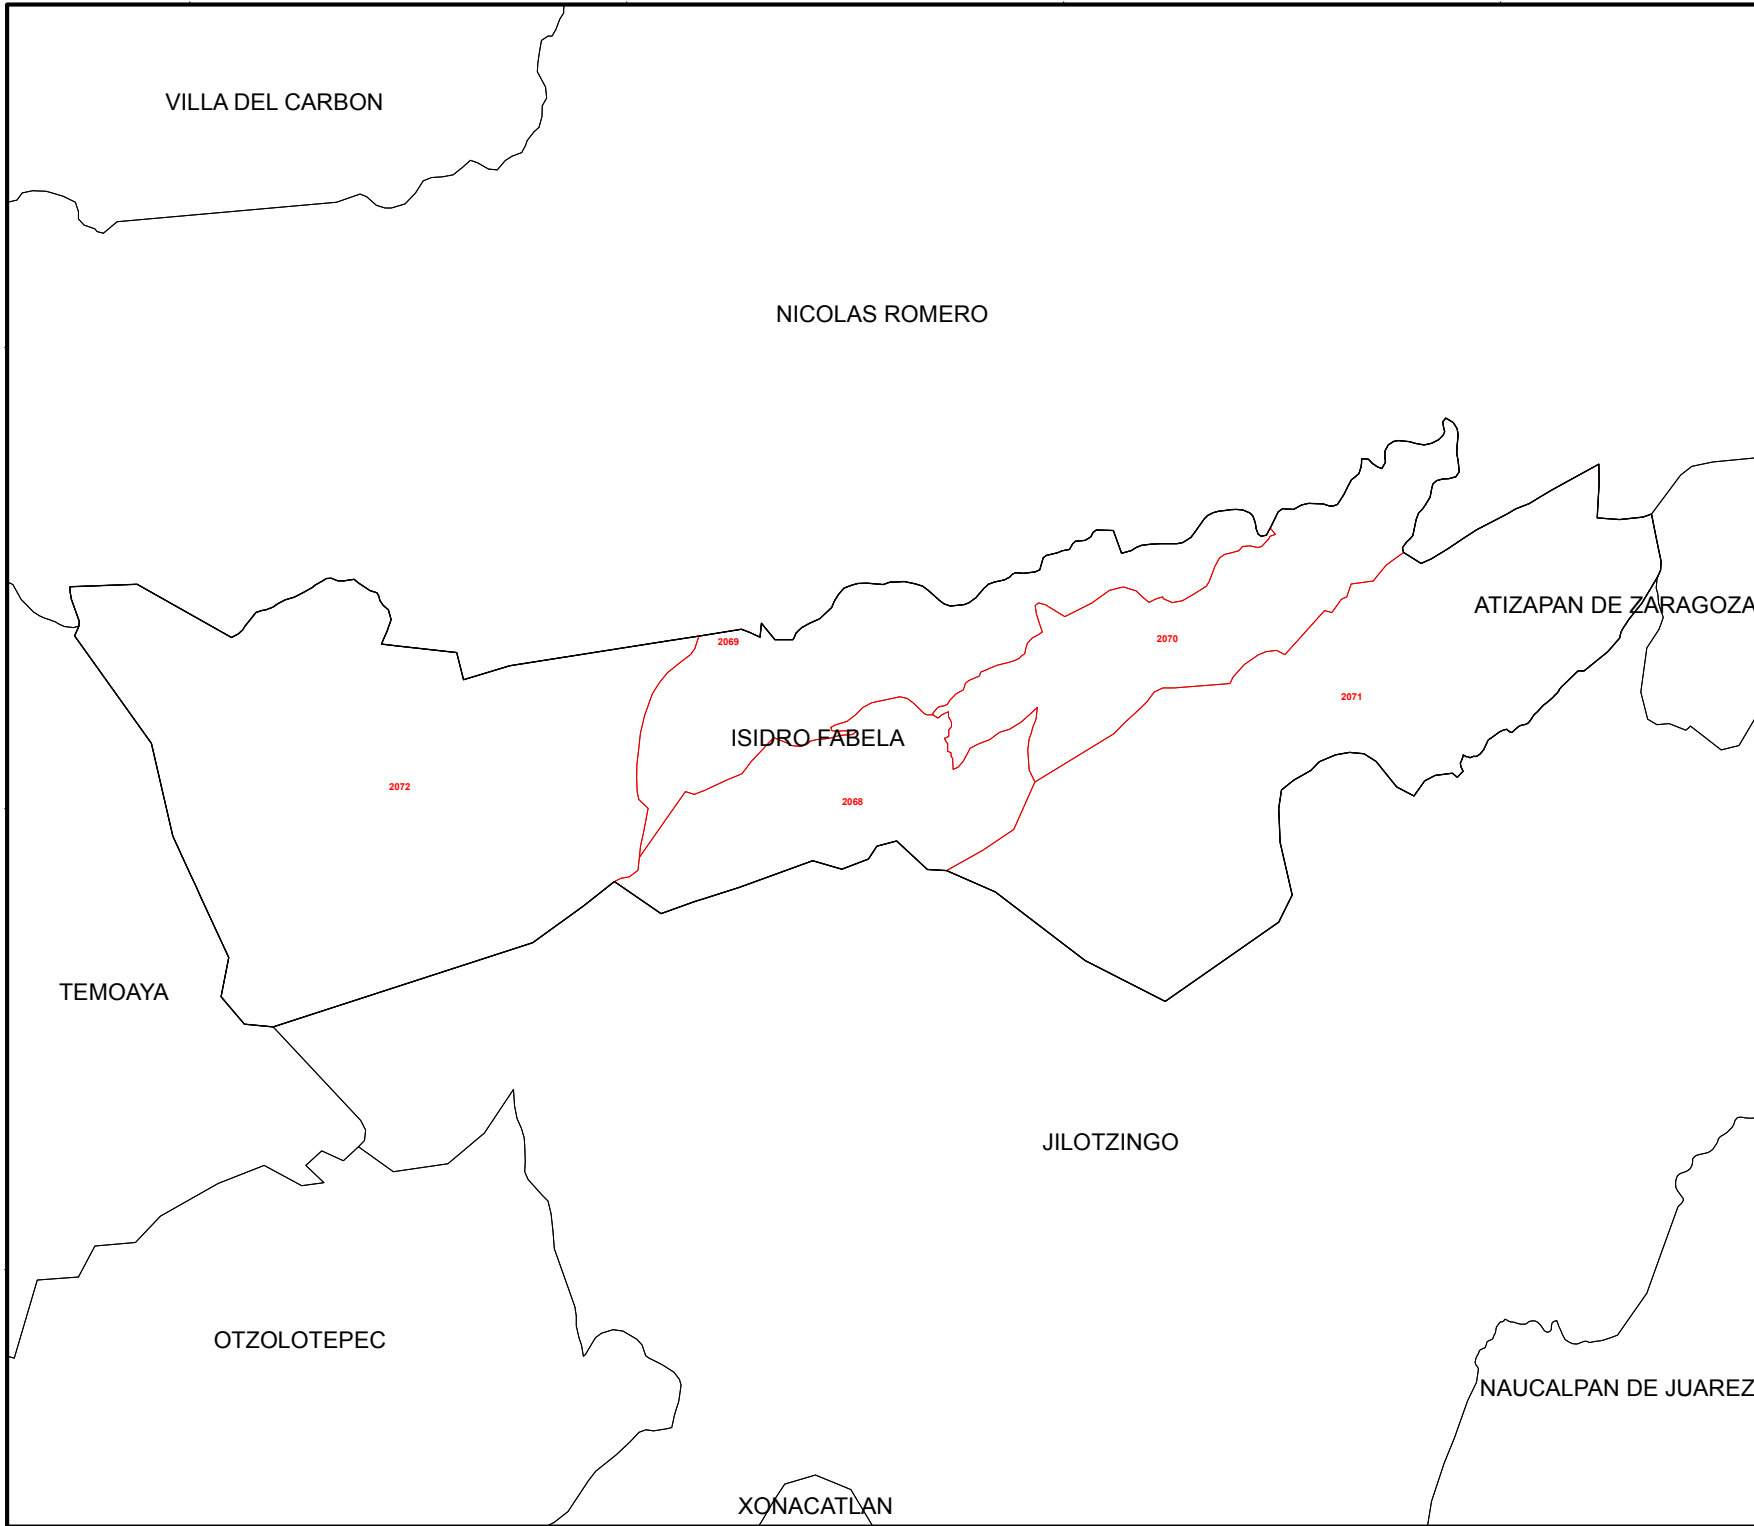 VILLA DEL CARBON
NICOLAS ROMERO
ATIZAPAN DE ZARAGOZA
2069
2070
2071
ISIDRO FABELA
2072
2068
TEMOAYA
JILOTZINGO
OTZOLOTEPEC
NAUCALPAN DE JUAREZ
XONACATLAN